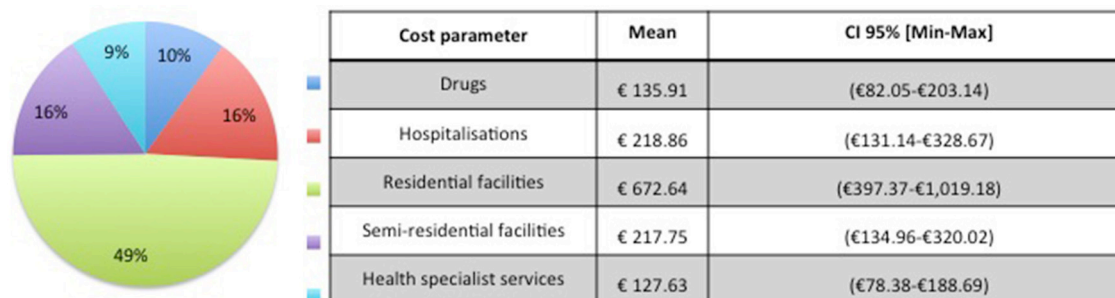 9%
10%
16%
16%
49%
Cost parameter Mean CI 95% [Min-Max]
Drugs € 135.91 (€82.05-€203.14)
Hospitalisations € 218.86 (€131.14-€328.67)
Residential facilities € 672.64 (€397.37-€1,019.18)
Semi-residential facilities € 217.75 (€134.96-€320.02)
Health specialist services € 127.63 (€78.38-€188.69)